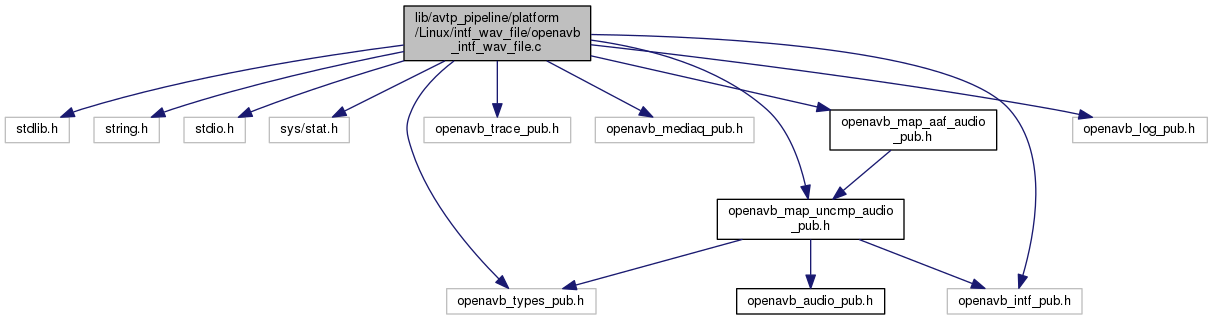 lib/avtp_pipeline/platform
/Linux/intf_wav_file/openavb
_intf_wav_file.c
stdlib.h
string.h
stdio.h
sys/stat.h
openavb_trace_pub.h
openavb_mediaq_pub.h
openavb_map_aaf_audio
_pub.h
openavb_log_pub.h
openavb_map_uncmp_audio
_pub.h
openavb_types_pub.h
openavb_audio_pub.h
openavb_intf_pub.h